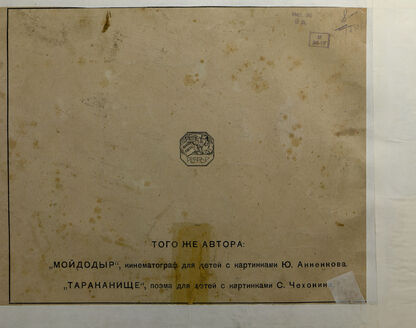 ТОГО ЖЕ АВТОРА:
„МОЙДОДЫР“, кинематограф для детей с картинками Ю. Анненкова.
„ТАРАКАНИЩЕ“, поэма для детей с картинками С. Чехонин